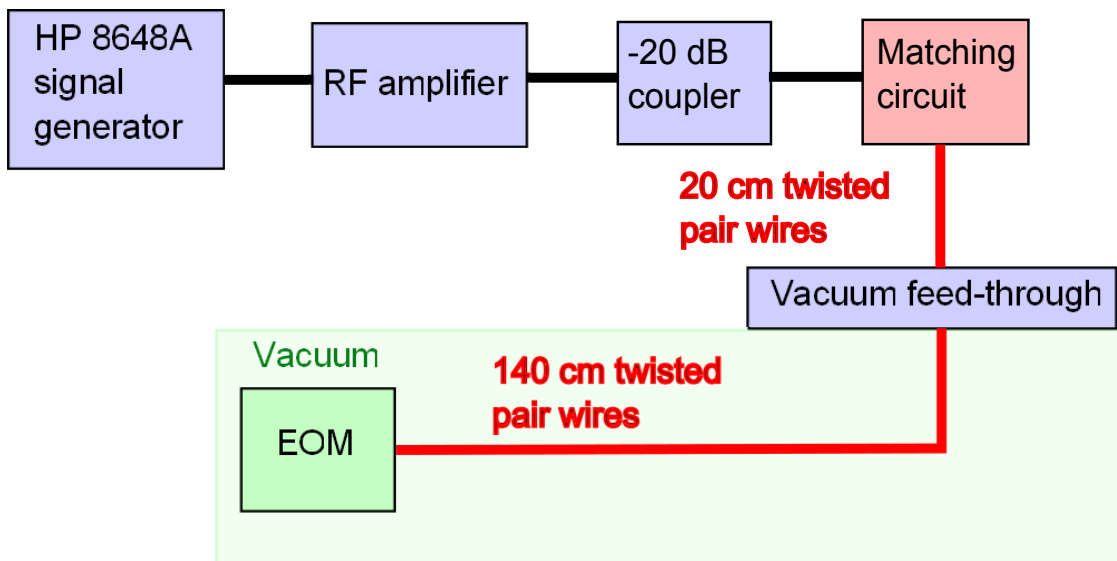 HP 8648A
signal
generator
RF amplifier
-20 dB
coupler
Matching
circuit
20 cm twisted
pair wires
Vacuum feed-through
Vacuum
140 cm twisted
pair wires
EOM